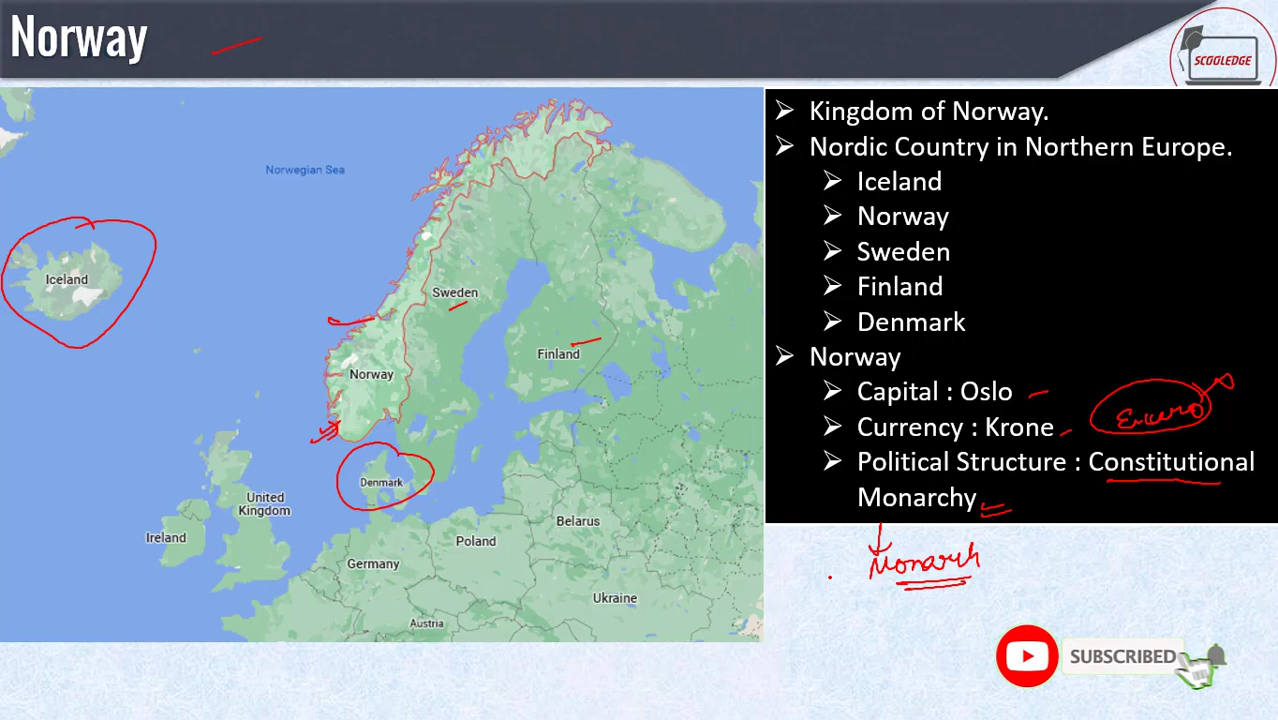 Norway
SCOOLEDGE
Norwegian Sea
Iceland
Sweden
Finland
Norway
Denmark
United
Kingdom
Ireland
Belarus
Poland
Germany
Ukraine
Austria
➢ Kingdom of Norway.
➢ Nordic Country in Northern Europe.
➢ Iceland
➢ Norway
➢ Sweden
➢ Finland
➢ Denmark
➢ Norway
➢ Capital : Oslo
➢ Currency : Krone
➢ Political Structure : Constitutional
Monarchy
Monarch
SUBSCRIBED